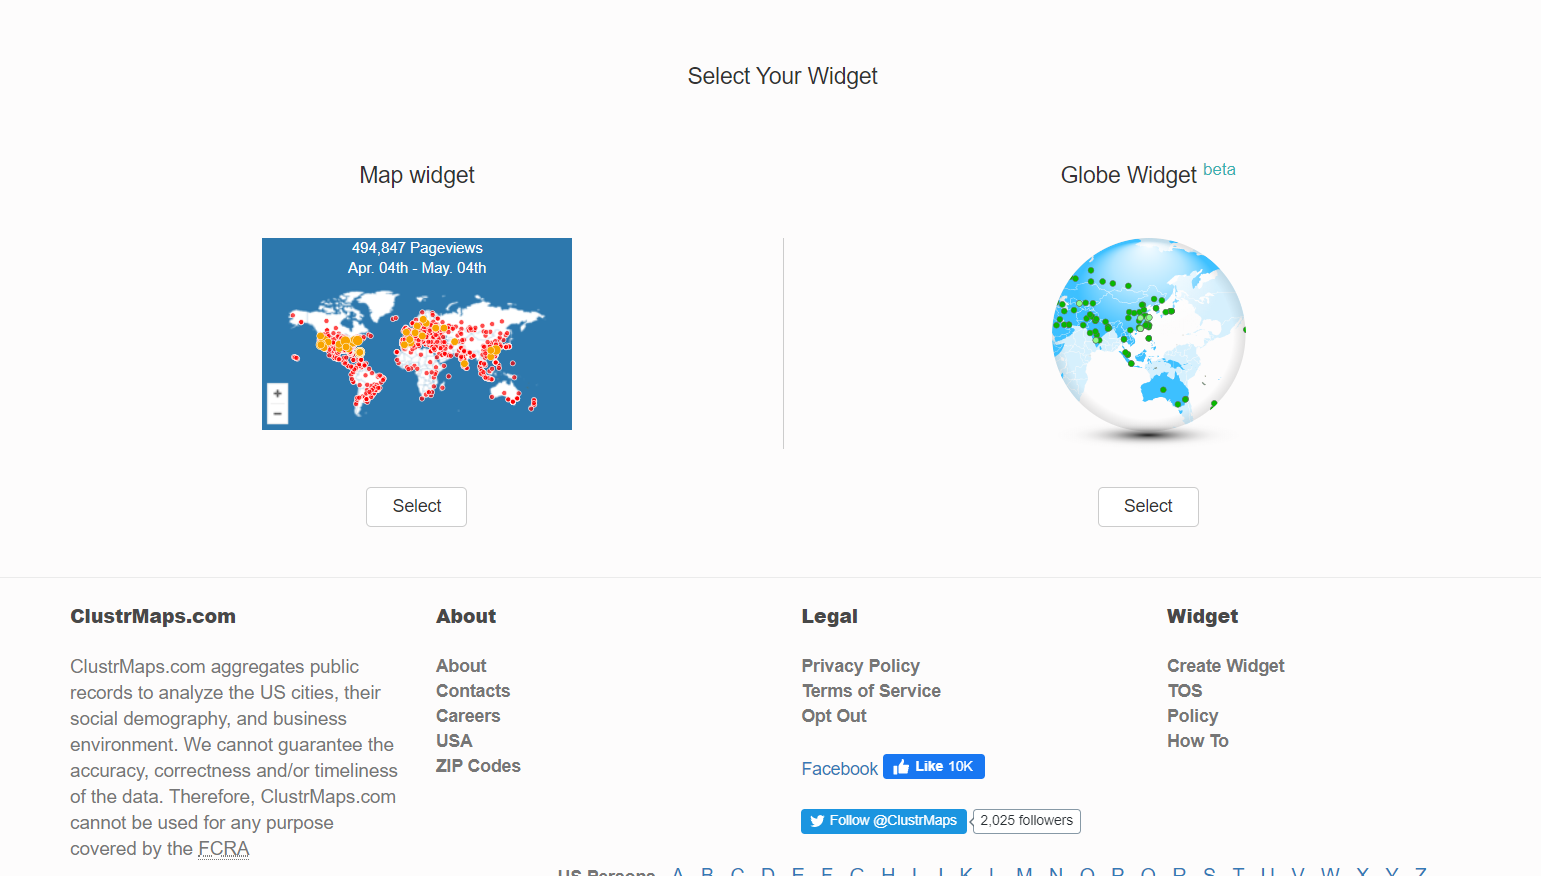 Select Your Widget
Map widget
494,847 Pageviews
Apr. 04th - May. 04th
+
−
Select
Globe Widget beta
Select
ClustrMaps.com
ClustrMaps.com aggregates public
records to analyze the US cities, their
social demography, and business
environment. We cannot guarantee the
accuracy, correctness and/or timeliness
of the data. Therefore, ClustrMaps.com
cannot be used for any purpose
covered by the FCRA
About
About
Contacts
Careers
USA
ZIP Codes
Legal
Privacy Policy
Terms of Service
Opt Out
Facebook Like 10K
Follow @ClustrMaps 2,025 followers
Widget
Create Widget
TOS
Policy
How To
US Persons A B C D E F G H I J K L M N O P Q R S T U V W X Y Z